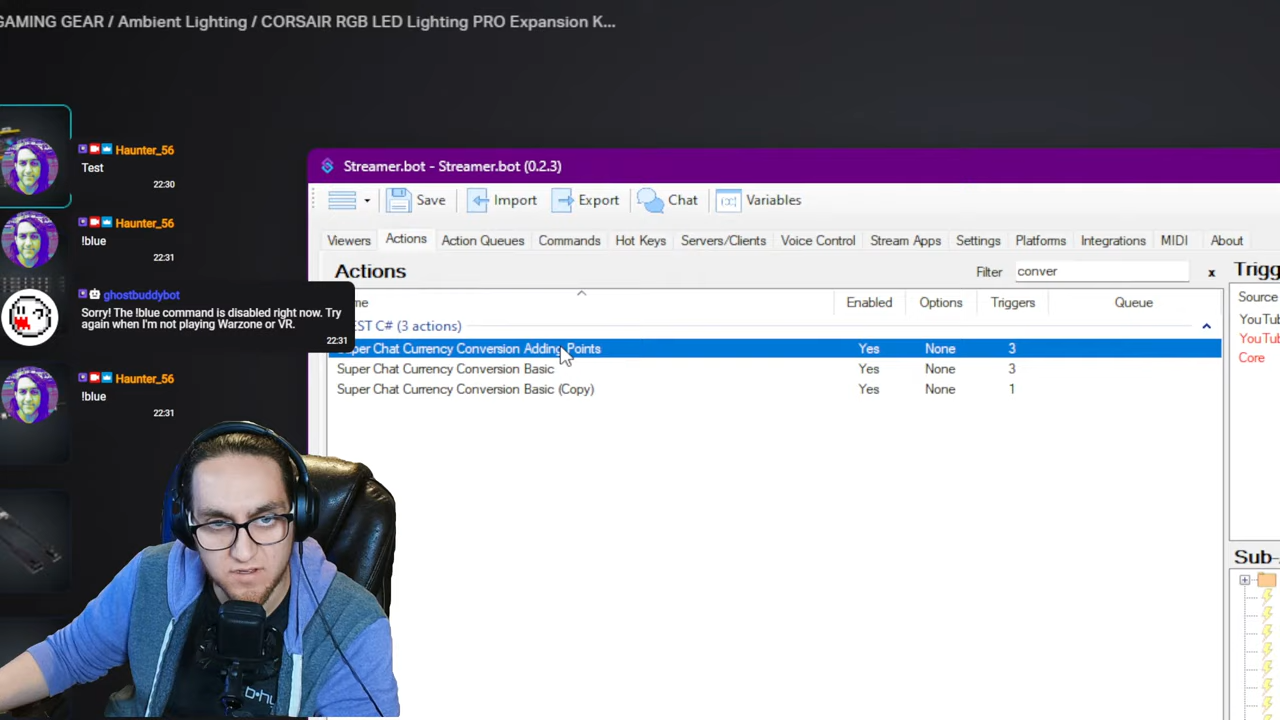 GAMING GEAR / Ambient Lighting / CORSAIR RGB LED Lighting PRO Expansion K...
Haunter_56
Test
22:30
Haunter_56
!blue
22:31
ghostbuddybot
Sorry! The !blue command is disabled right now. Try
again when I'm not playing Warzone or VR.
22:31
Haunter_56
!blue
22:31
Streamer.bot - Streamer.bot (0.2.3)
Save Import Export Chat Variables
Viewers Actions Action Queues Commands Hot Keys Servers/Clients Voice Control Stream Apps Settings Platforms Integrations MIDI About
Actions Filter conver x Trigg
me Enabled Options Triggers Queue Source
EST C# (3 actions)
Super Chat Currency Conversion Adding Points Yes None 3
Super Chat Currency Conversion Basic Yes None 3
Super Chat Currency Conversion Basic (Copy) Yes None 1
YouTub
YouTub
Core
Sub-